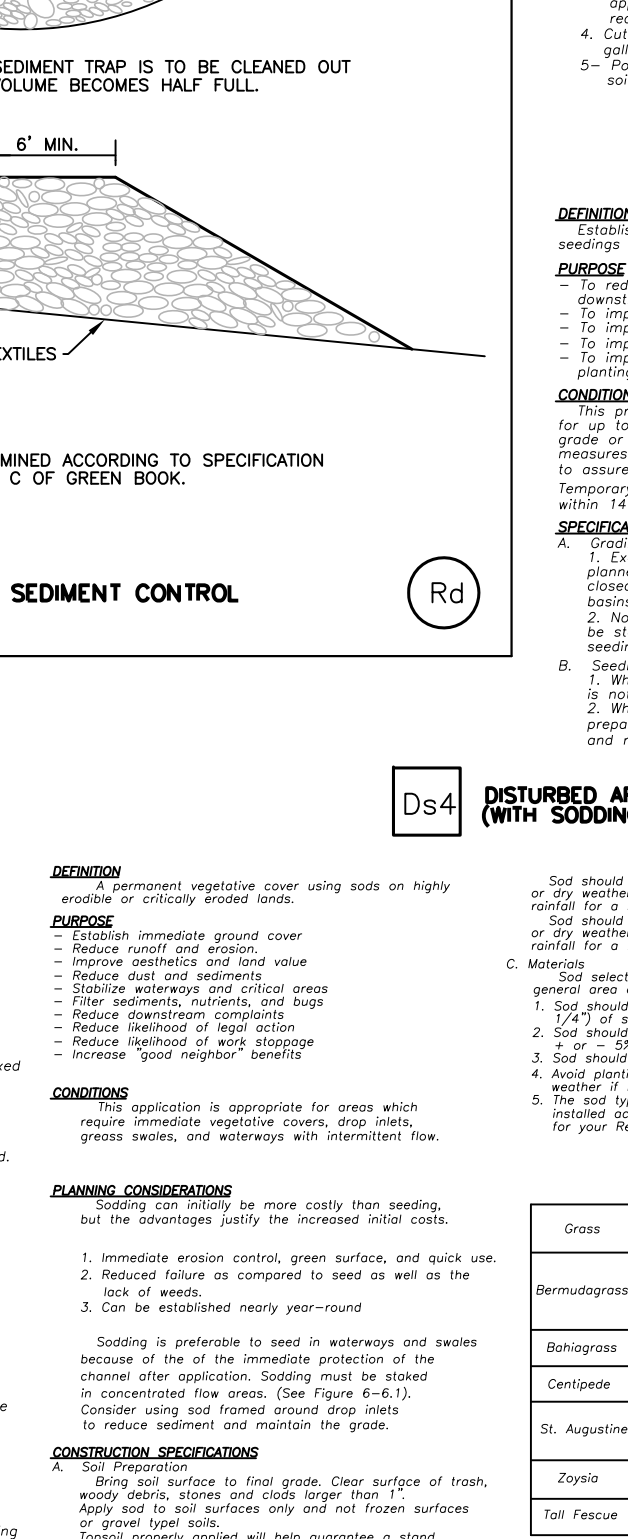 SEDIMENT TRAP IS TO BE CLEANED OUT
VOLUME BECOMES HALF FULL.
6' MIN.
EXTILES
MINED ACCORDING TO SPECIFICATION
C OF GREEN BOOK.
SEDIMENT CONTROL
Rd
4. Cut
gall
5- Po
soi
DEFINITION
Establis
seedings
PURPOSE
- To red
downst
- To imp
- To imp
- To imp
- To imp
planting
CONDITION
This pr
for up to
grade or
measures
to assure
Temporary
within 14
SPECIFICA
A. Gradi
1. Ex
planne
closed
basins
2. No
be st
seedin
B. Seedi
1. Wh
is not
2. Wh
prepa
and r
Ds4
DISTURBED AR
(WITH SODDING
DEFINITION
A permanent vegetative cover using sods on highly
erodible or critically eroded lands.
PURPOSE
- Establish immediate ground cover
- Reduce runoff and erosion.
- Improve aesthetics and land value
- Reduce dust and sediments
- Stabilize waterways and critical areas
- Filter sediments, nutrients, and bugs
- Reduce downstream complaints
- Reduce likelihood of legal action
- Reduce likelihood of work stoppage
- Increase "good neighbor" benefits
xed
CONDITIONS
This application is appropriate for areas which
require immediate vegetative covers, drop inlets,
greass swales, and waterways with intermittent flow.
d.
PLANNING CONSIDERATIONS
Sodding can initially be more costly than seeding,
but the advantages justify the increased initial costs.
1. Immediate erosion control, green surface, and quick use.
2. Reduced failure as compared to seed as well as the
lack of weeds.
3. Can be established nearly year-round
Sodding is preferable to seed in waterways and swales
because of the of the immediate protection of the
channel after application. Sodding must be staked
in concentrated flow areas. (See Figure 6-6.1).
Consider using sod framed around drop inlets
to reduce sediment and maintain the grade.
e
CONSTRUCTION SPECIFICATIONS
A. Soil Preparation
Bring soil surface to final grade. Clear surface of trash,
woody debris, stones and clods larger than 1".
Apply sod to soil surfaces only and not frozen surfaces
or gravel typel soils.
Topsoil properly applied will help guarantee a stand
ing
Sod should
or dry weather
rainfall for a
Sod should
or dry weather
rainfall for a
C. Materials
Sod select
general area
1. Sod should
1/4") of s
2. Sod should
+ or - 5%
3. Sod should
4. Avoid planti
weather if
5. The sod typ
installed ac
for your Re
Grass
Bermudagrass
Bahiagrass
Centipede
St. Augustine
Zoysia
Tall Fescue